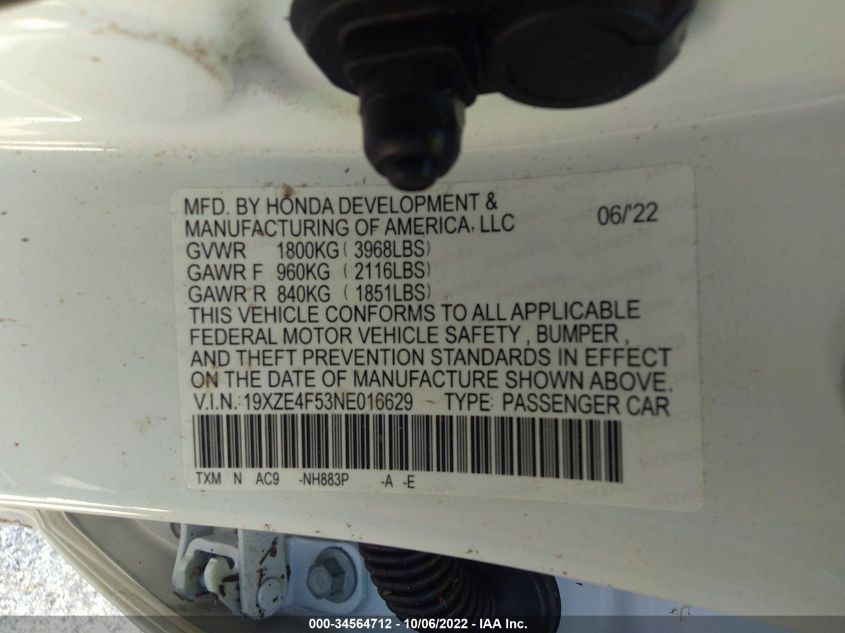 MFD. BY HONDA DEVELOPMENT &
MANUFACTURING OF AMERICA, LLC 06/'22
GVWR 1800KG ( 3968LBS)
GAWR F 960KG ( 2116LBS)
GAWR R 840KG ( 1851LBS)
THIS VEHICLE CONFORMS TO ALL APPLICABLE
FEDERAL MOTOR VEHICLE SAFETY , BUMPER ,
AND THEFT PREVENTION STANDARDS IN EFFECT
ON THE DATE OF MANUFACTURE SHOWN ABOVE.
V.I.N. 19XZE4F53NE016629 TYPE: PASSENGER CAR
TXM N AC9 -NH883P -A -E
000-34564712 - 10/06/2022 - IAA Inc.